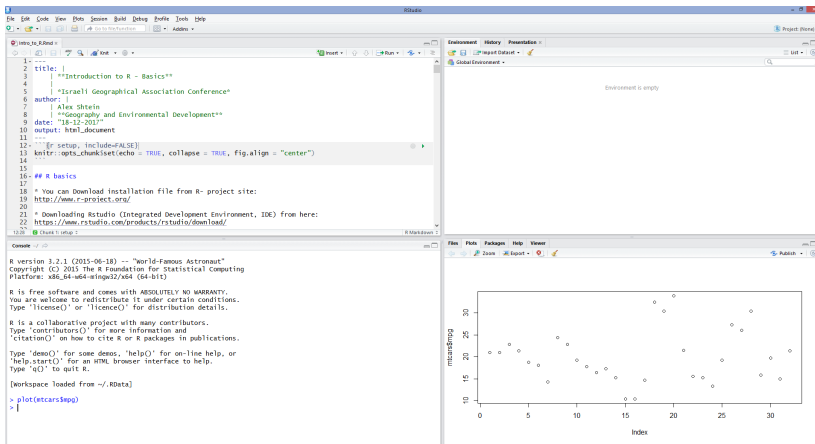 RStudio
File Edit Code View Plots Session Build Debug Profile Tools Help
Go to file/function
Addins
Project: (None)
Intro_to_R.Rmd
Knit
Insert
Run
1 ---
2 title: |
3 | **Introduction to R - Basics**
4 |
5 | *Israeli Geographical Association Conference*
6 author: |
7 | Alex Shtein
8 | **Geography and Environmental Development**
9 date: "18-12-2017"
10 output: html_document
11 ---
12 ```{r setup, include=FALSE}
13 knitr::opts_chunk$set(echo = TRUE, collapse = TRUE, fig.align = "center")
14 ```
15
16 ## R basics
17
18 * You can Download installation file from R- project site:
19 http://www.r-project.org/
20
21 * Downloading Rstudio (Integrated Development Environment, IDE) from here:
22 https://www.rstudio.com/products/rstudio/download/
12:28 Chunk 1: setup
R Markdown
Console ~/
R version 3.2.1 (2015-06-18) -- "World-Famous Astronaut"
Copyright (C) 2015 The R Foundation for Statistical Computing
Platform: x86_64-w64-mingw32/x64 (64-bit)
R is free software and comes with ABSOLUTELY NO WARRANTY.
You are welcome to redistribute it under certain conditions.
Type 'license()' or 'licence()' for distribution details.
R is a collaborative project with many contributors.
Type 'contributors()' for more information and
'citation()' on how to cite R or R packages in publications.
Type 'demo()' for some demos, 'help()' for on-line help, or
'help.start()' for an HTML browser interface to help.
Type 'q()' to quit R.
[Workspace loaded from ~/.RData]
> plot(mtcars$mpg)
>
Environment History Presentation
Import Dataset
List
Global Environment
Environment is empty
Files Plots Packages Help Viewer
Zoom Export
Publish
mtcars$mpg
30
25
20
15
10
0 5 10 15 20 25 30
Index